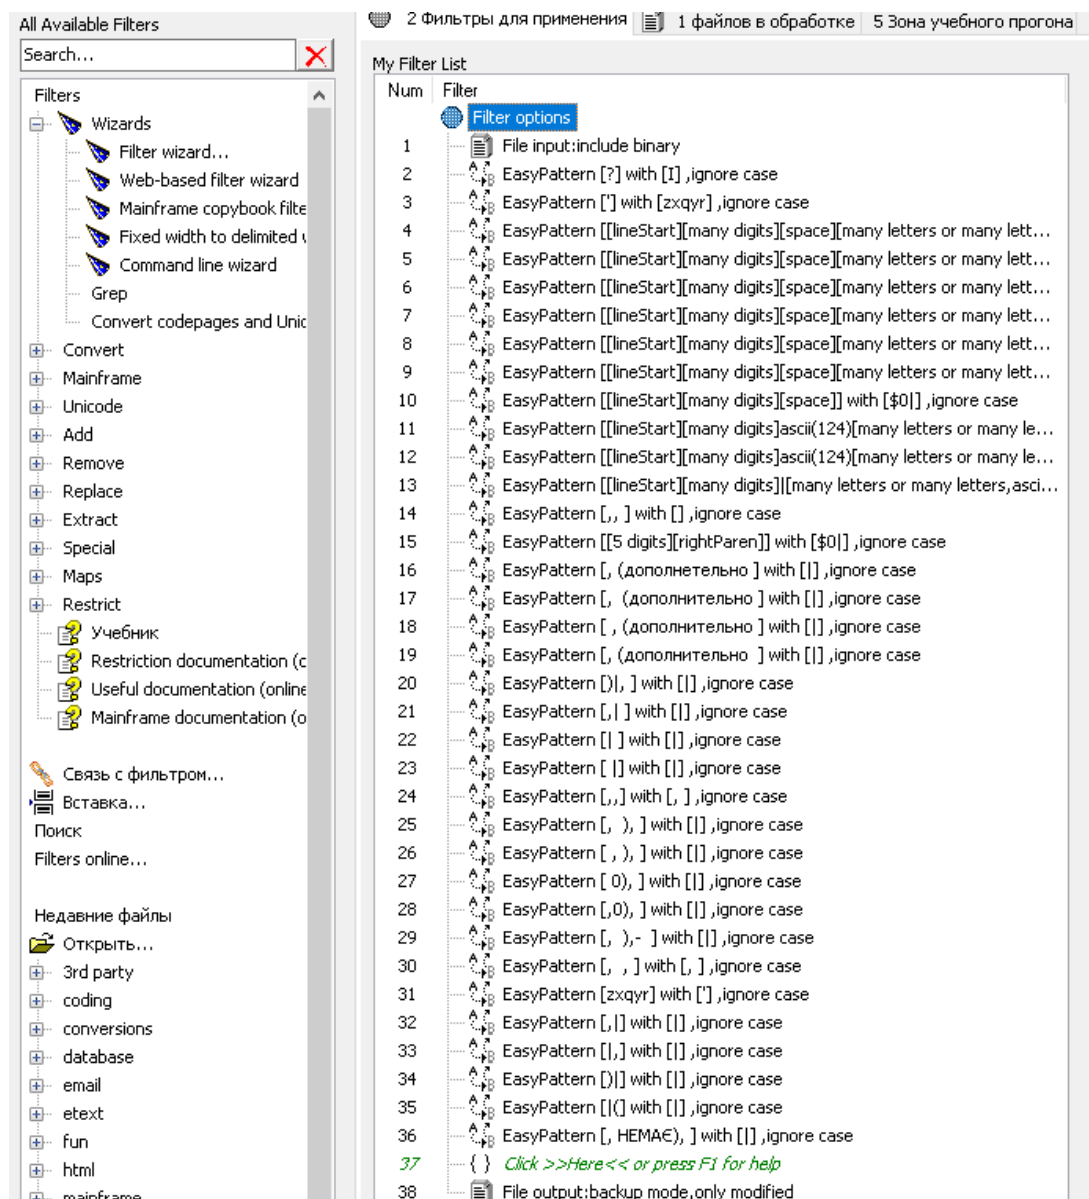 All Available Filters
Search...
Filters
Wizards
Filter wizard...
Web-based filter wizard
Mainframe copybook filte
Fixed width to delimited
Command line wizard
Grep
Convert codepages and Unic
Convert
Mainframe
Unicode
Add
Remove
Replace
Extract
Special
Maps
Restrict
Учебник
Restriction documentation (c
Useful documentation (online
Mainframe documentation (o
Связь с фильтром...
Вставка...
Поиск
Filters online...
Недавние файлы
Открыть...
3rd party
coding
conversions
database
email
etext
fun
html
mainframe
2 Фильтры для применения 1 файлов в обработке 5 Зона учебного прогона
My Filter List
Num Filter
Filter options
1 File input:include binary
2 EasyPattern [?] with [I] ,ignore case
3 EasyPattern ['] with [zxqyr] ,ignore case
4 EasyPattern [[lineStart][many digits][space][many letters or many lett...
5 EasyPattern [[lineStart][many digits][space][many letters or many lett...
6 EasyPattern [[lineStart][many digits][space][many letters or many lett...
7 EasyPattern [[lineStart][many digits][space][many letters or many lett...
8 EasyPattern [[lineStart][many digits][space][many letters or many lett...
9 EasyPattern [[lineStart][many digits][space][many letters or many lett...
10 EasyPattern [[lineStart][many digits][space]] with [$0|] ,ignore case
11 EasyPattern [[lineStart][many digits]ascii(124)[many letters or many le...
12 EasyPattern [[lineStart][many digits]ascii(124)[many letters or many le...
13 EasyPattern [[lineStart][many digits]|[many letters or many letters,asci...
14 EasyPattern [,, ] with [] ,ignore case
15 EasyPattern [[5 digits][rightParen]] with [$0|] ,ignore case
16 EasyPattern [, (дополнетельно ] with [|] ,ignore case
17 EasyPattern [,  (дополнительно ] with [|] ,ignore case
18 EasyPattern [ , (дополнительно ] with [|] ,ignore case
19 EasyPattern [, (дополнительно  ] with [|] ,ignore case
20 EasyPattern [)|, ] with [|] ,ignore case
21 EasyPattern [,| ] with [|] ,ignore case
22 EasyPattern [| ] with [|] ,ignore case
23 EasyPattern [ |] with [|] ,ignore case
24 EasyPattern [,,] with [, ] ,ignore case
25 EasyPattern [,  ), ] with [|] ,ignore case
26 EasyPattern [ , ), ] with [|] ,ignore case
27 EasyPattern [ 0), ] with [|] ,ignore case
28 EasyPattern [,0), ] with [|] ,ignore case
29 EasyPattern [,  ),-  ] with [|] ,ignore case
30 EasyPattern [,  , ] with [, ] ,ignore case
31 EasyPattern [zxqyr] with ['] ,ignore case
32 EasyPattern [,|] with [|] ,ignore case
33 EasyPattern [|,] with [|] ,ignore case
34 EasyPattern [)|] with [|] ,ignore case
35 EasyPattern [|(] with [|] ,ignore case
36 EasyPattern [, НЕМАЄ), ] with [|] ,ignore case
37 { } Click >>Here<< or press F1 for help
38 File output:backup mode,only modified